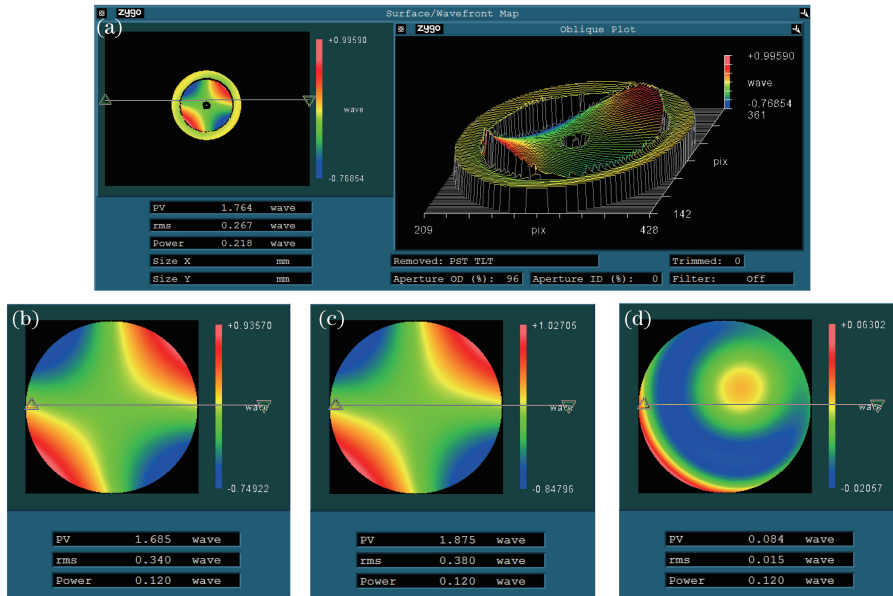 zygo Surface/Wavefront Map
(a)
+0.99590
wave
-0.76854
PV 1.764 wave
rms 0.267 wave
Power 0.218 wave
Size X mm
Size Y mm
zygo Oblique Plot
+0.99590
wave
-0.76854
361
pix
142
209 pix 428
Removed: PST TLT Trimmed: 0
Aperture OD (%): 96 Aperture ID (%): 0 Filter: Off
(b)
+0.93570
wave
-0.74922
PV 1.685 wave
rms 0.340 wave
Power 0.120 wave
(c)
+1.02705
wave
-0.84796
PV 1.875 wave
rms 0.380 wave
Power 0.120 wave
(d)
+0.06302
wave
-0.02057
PV 0.084 wave
rms 0.015 wave
Power 0.120 wave